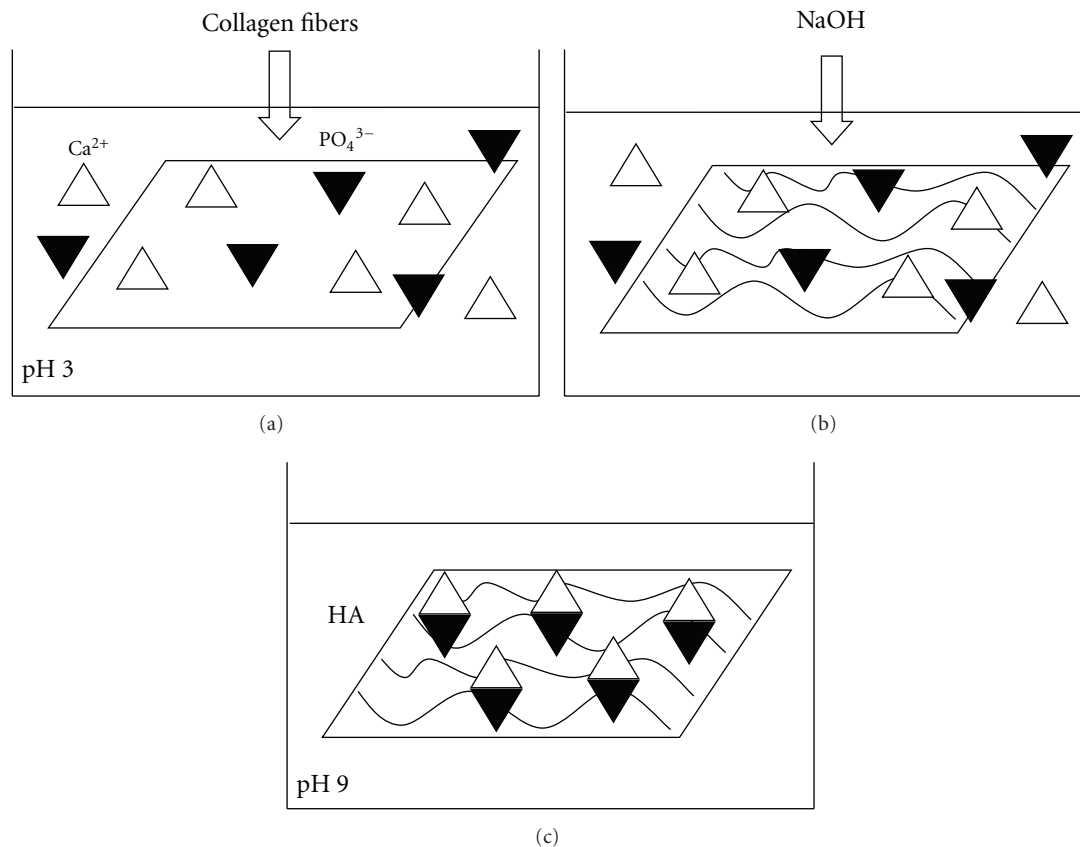 Collagen fibers
Ca²⁺
PO₄³⁻
pH 3
(a)
NaOH
(b)
HA
pH 9
(c)